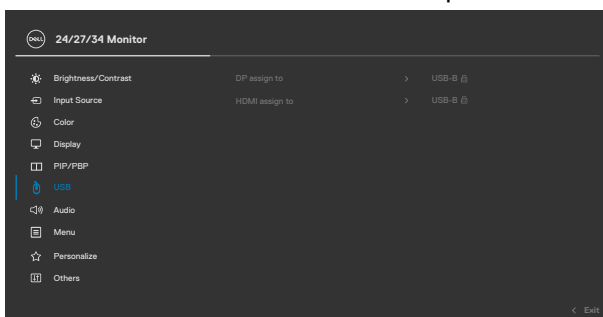 DELL 24/27/34 Monitor
Brightness/Contrast DP assign to > USB-B
Input Source HDMI assign to > USB-B
Color
Display
PIP/PBP
USB
Audio
Menu
Personalize
Others
< Exit